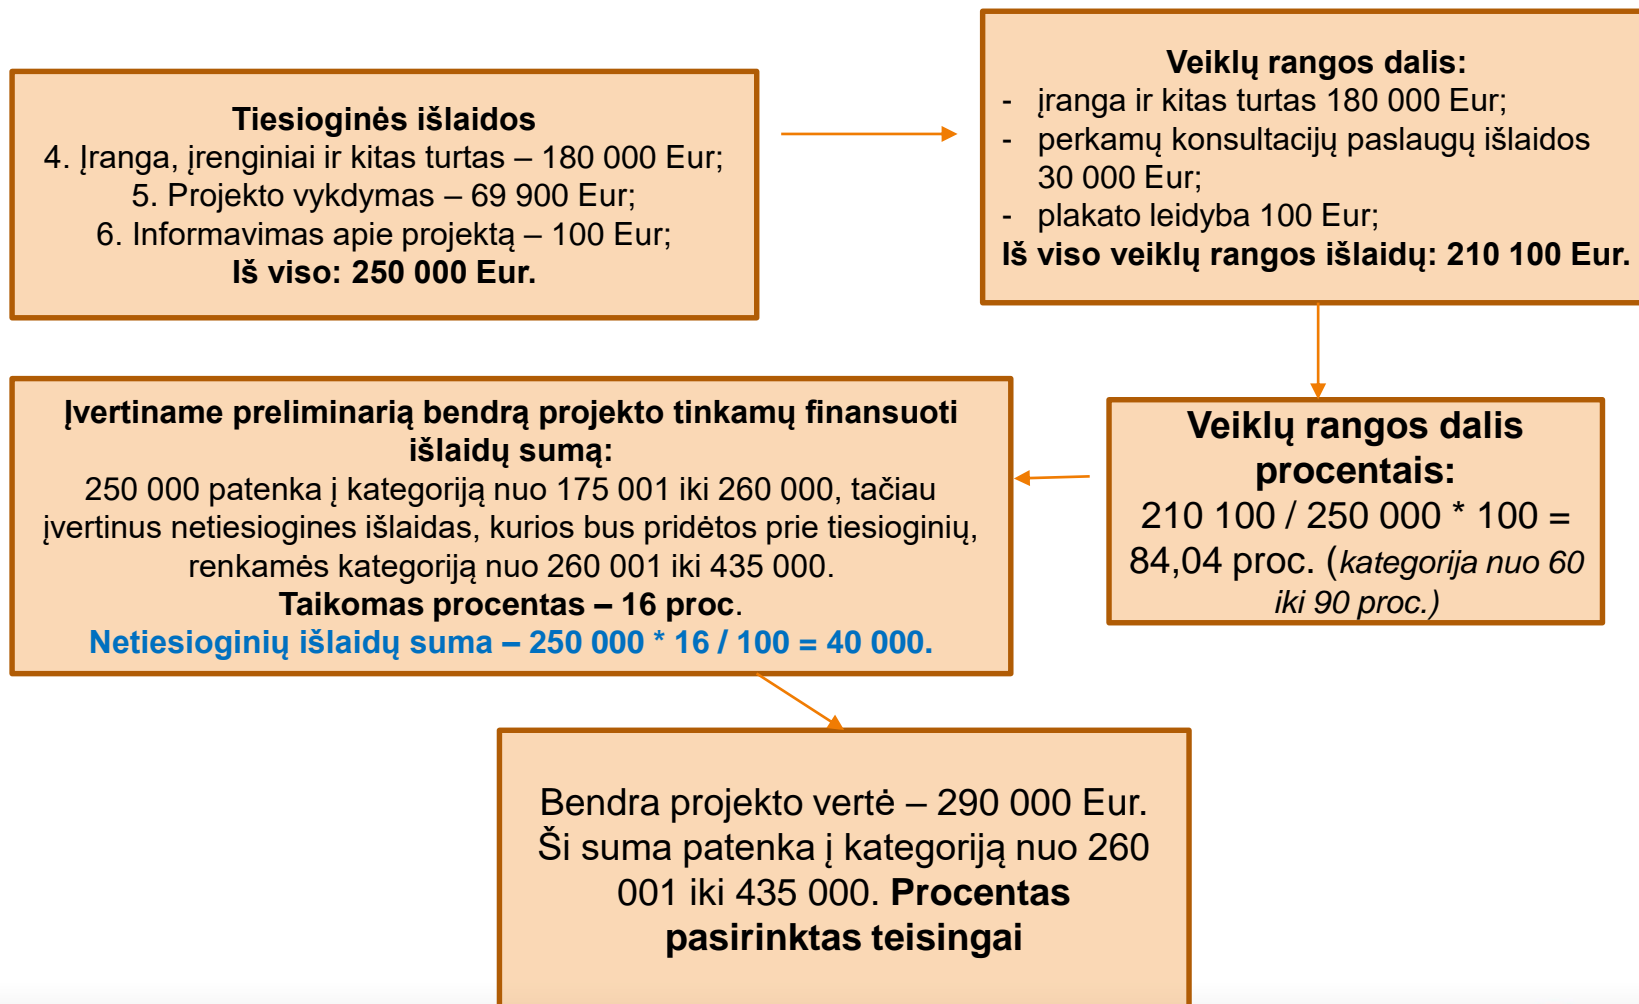 Tiesioginės išlaidos
4. Įranga, įrenginiai ir kitas turtas – 180 000 Eur;
5. Projekto vykdymas – 69 900 Eur;
6. Informavimas apie projektą – 100 Eur;
Iš viso: 250 000 Eur.
Veiklų rangos dalis:
- įranga ir kitas turtas 180 000 Eur;
- perkamų konsultacijų paslaugų išlaidos
30 000 Eur;
- plakato leidyba 100 Eur;
Iš viso veiklų rangos išlaidų: 210 100 Eur.
Veiklų rangos dalis
procentais:
210 100 / 250 000 * 100 =
84,04 proc. (kategorija nuo 60
iki 90 proc.)
Įvertiname preliminarią bendrą projekto tinkamų finansuoti
išlaidų sumą:
250 000 patenka į kategoriją nuo 175 001 iki 260 000, tačiau
įvertinus netiesiogines išlaidas, kurios bus pridėtos prie tiesioginių,
renkamės kategoriją nuo 260 001 iki 435 000.
Taikomas procentas – 16 proc.
Netiesioginių išlaidų suma – 250 000 * 16 / 100 = 40 000.
Bendra projekto vertė – 290 000 Eur.
Ši suma patenka į kategoriją nuo 260
001 iki 435 000. Procentas
pasirinktas teisingai